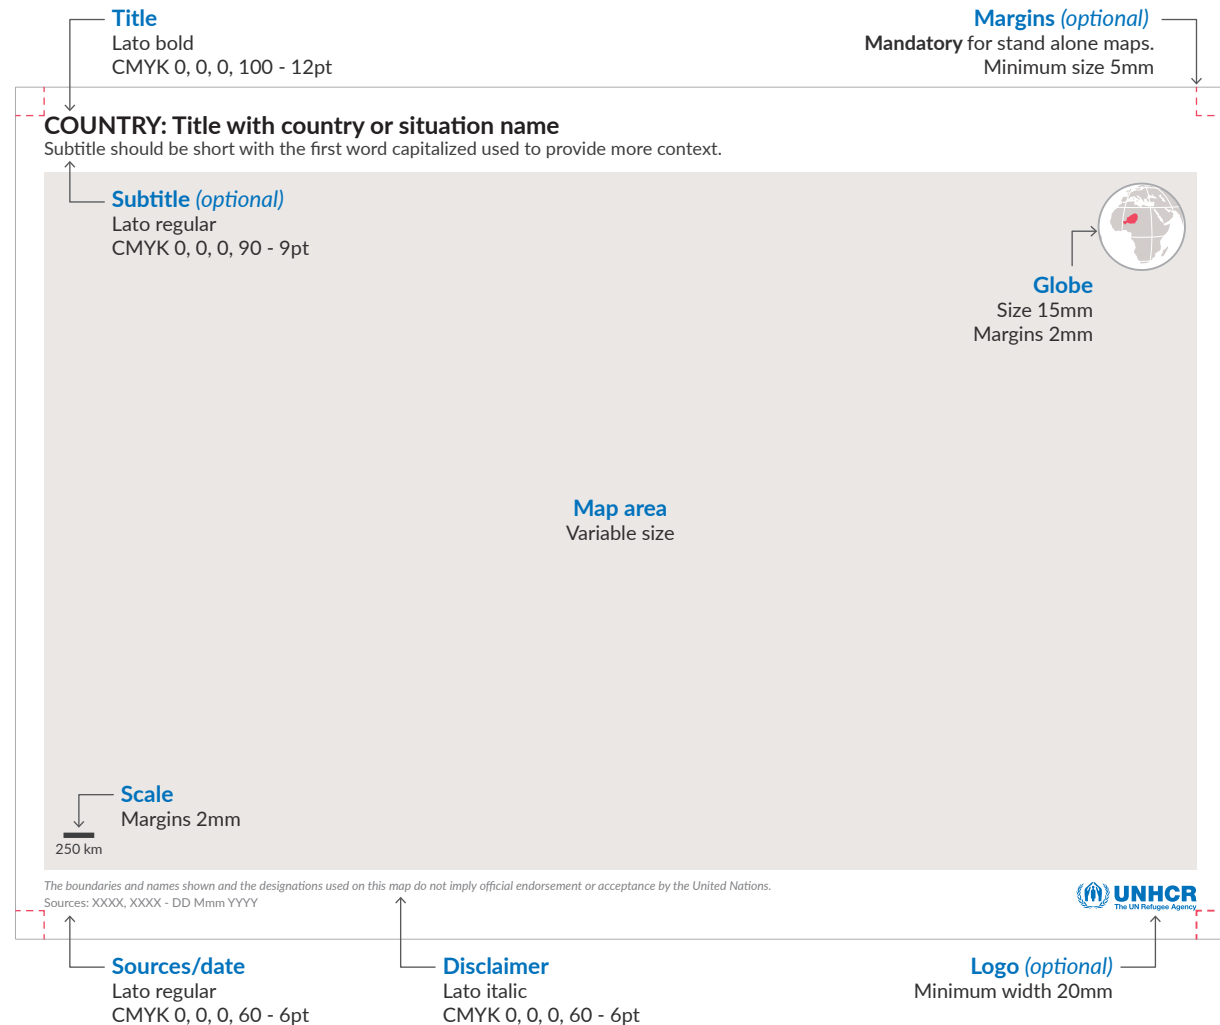 Title
Lato bold
CMYK 0, 0, 0, 100 - 12pt
Margins (optional)
Mandatory for stand alone maps.
Minimum size 5mm
COUNTRY: Title with country or situation name
Subtitle should be short with the first word capitalized used to provide more context.
Subtitle (optional)
Lato regular
CMYK 0, 0, 0, 90 - 9pt
Globe
Size 15mm
Margins 2mm
Map area
Variable size
Scale
Margins 2mm
250 km
The boundaries and names shown and the designations used on this map do not imply official endorsement or acceptance by the United Nations.
Sources: XXXX, XXXX - DD Mmm YYYY
UNHCR
The UN Refugee Agency
Sources/date
Lato regular
CMYK 0, 0, 0, 60 - 6pt
Disclaimer
Lato italic
CMYK 0, 0, 0, 60 - 6pt
Logo (optional)
Minimum width 20mm